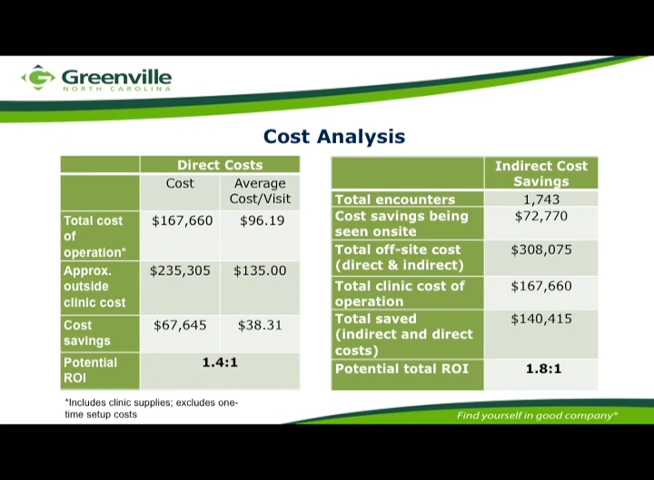 Greenville
NORTH CAROLINA
Cost Analysis
Direct Costs
Cost
Average
Cost/Visit
Total cost
of
operation*
$167,660
$96.19
Approx.
outside
clinic cost
$235,305
$135.00
Cost
savings
$67,645
$38.31
Potential
ROI
1.4:1
*Includes clinic supplies; excludes one-
time setup costs
Indirect Cost
Savings
Total encounters
1,743
Cost savings being
seen onsite
$72,770
Total off-site cost
(direct & indirect)
$308,075
Total clinic cost of
operation
$167,660
Total saved
(indirect and direct
costs)
$140,415
Potential total ROI
1.8:1
Find yourself in good company®